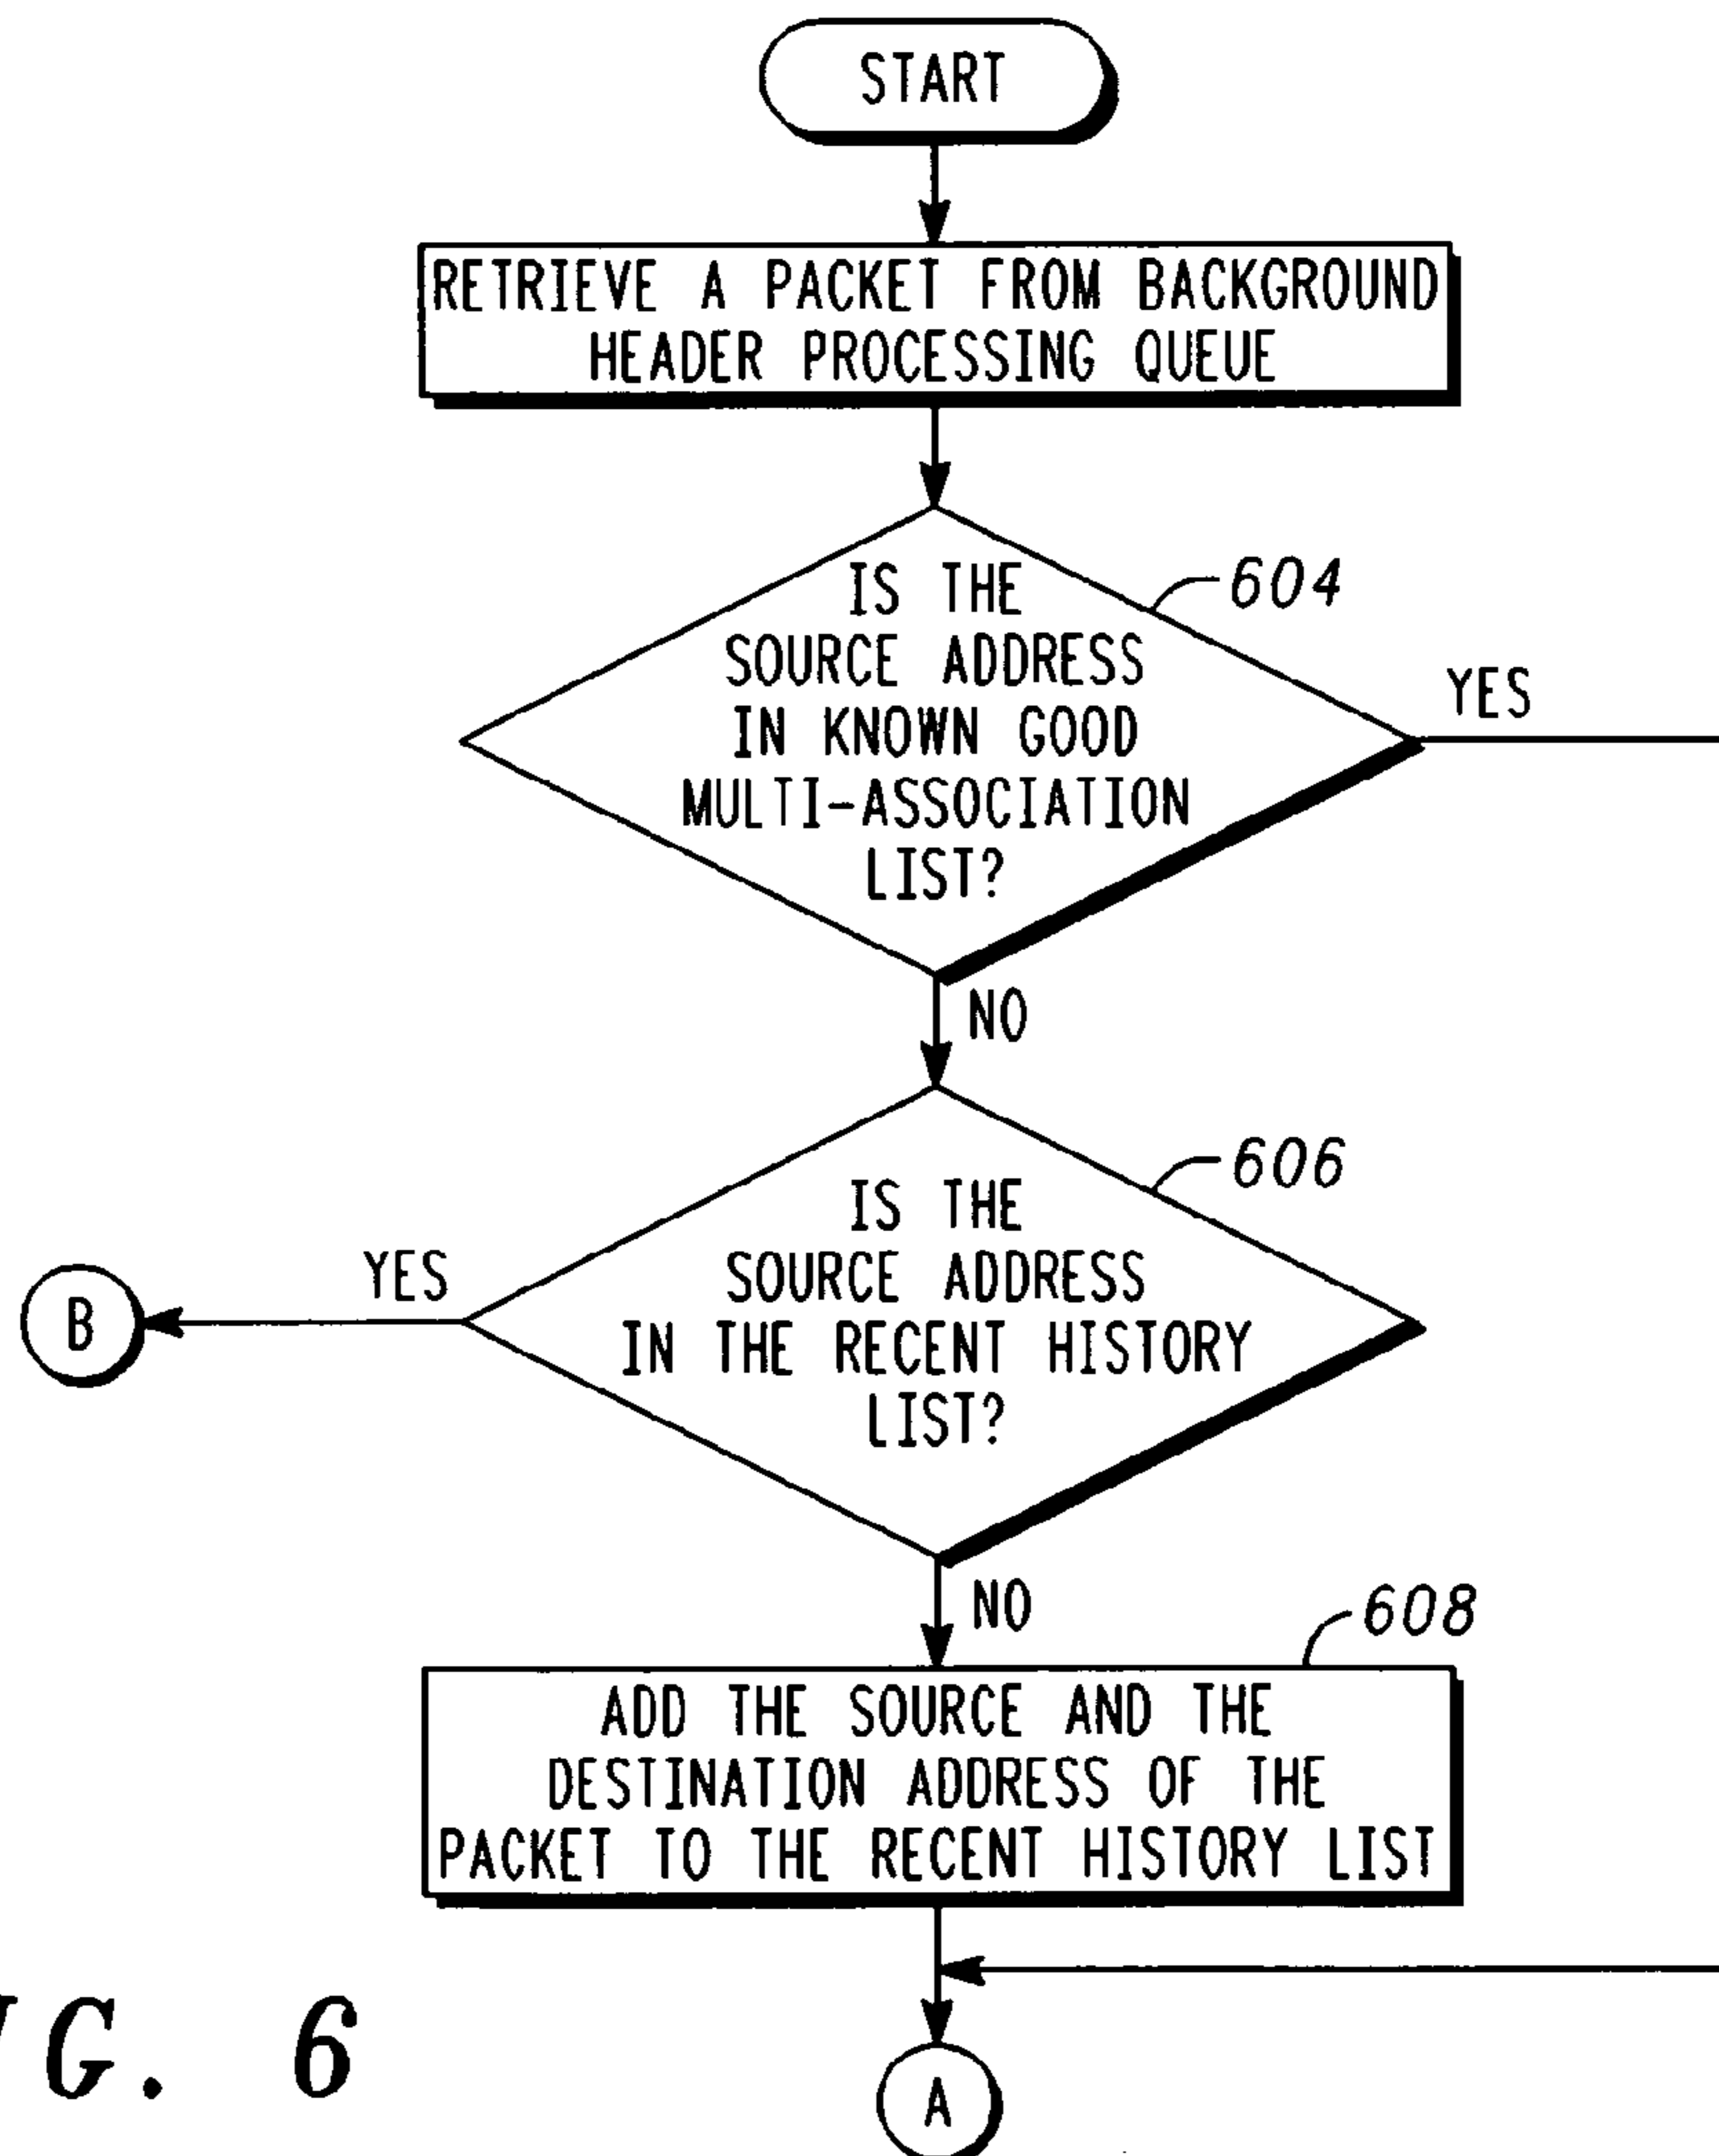 START
RETRIEVE A PACKET FROM BACKGROUND
HEADER PROCESSING QUEUE
IS THE
SOURCE ADDRESS
IN KNOWN GOOD
MULTI-ASSOCIATION
LIST?
604
YES
NO
IS THE
SOURCE ADDRESS
IN THE RECENT HISTORY
LIST?
606
YES
B
NO
608
ADD THE SOURCE AND THE
DESTINATION ADDRESS OF THE
PACKET TO THE RECENT HISTORY LIST
G. 6
A